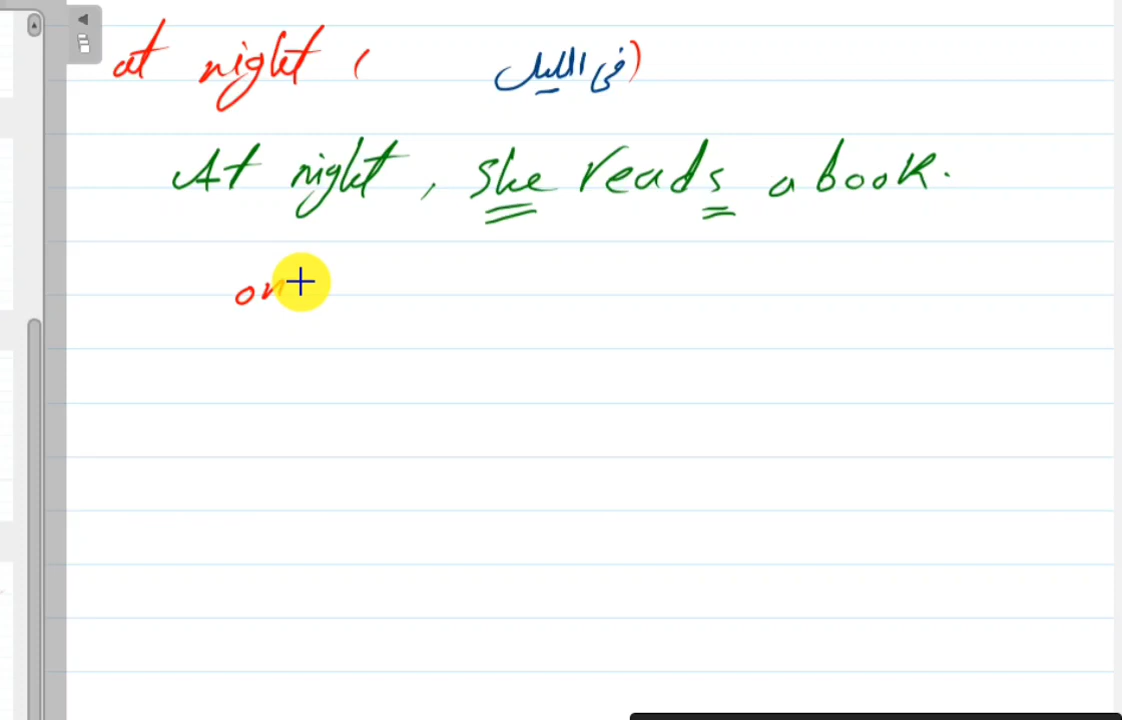 at night ( في الليل)
At night, she reads a book.
on